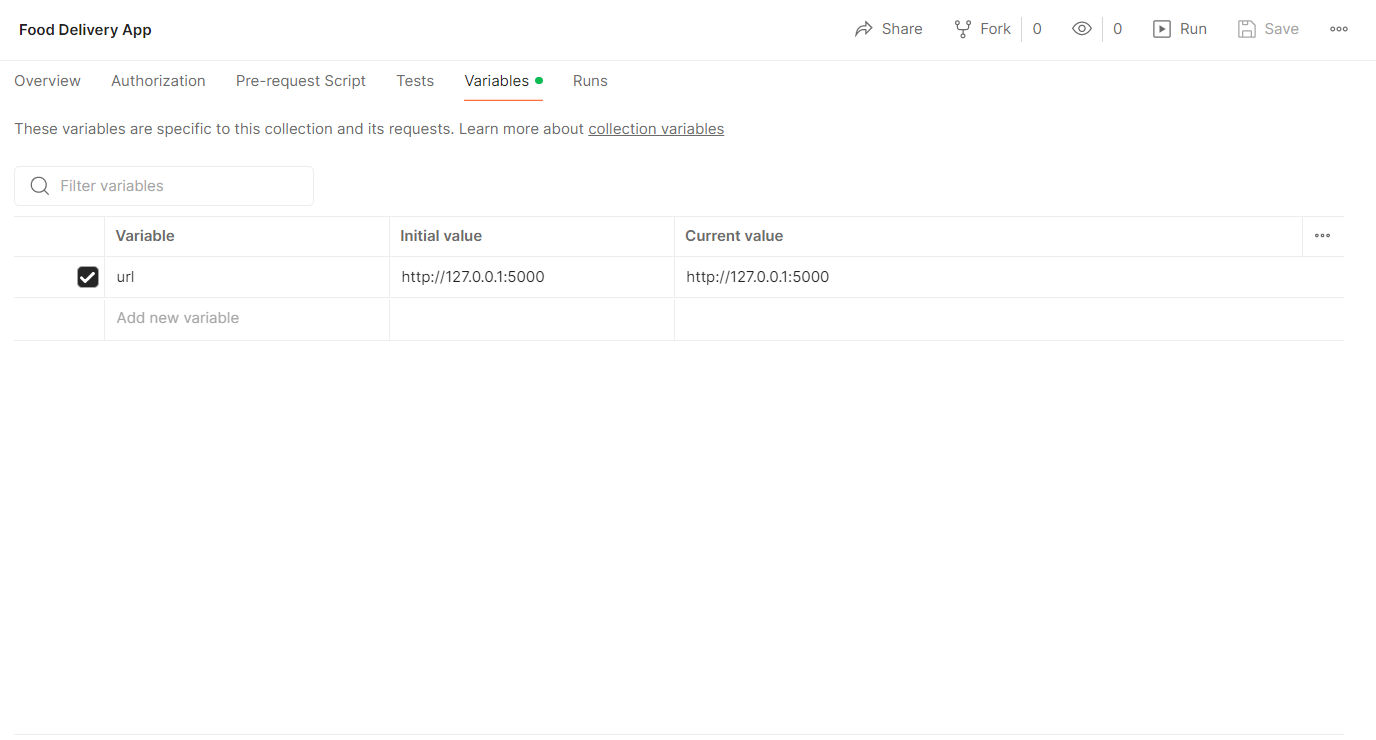 Food Delivery App Share Fork 0 0 Run Save
Overview Authorization Pre-request Script Tests Variables Runs
These variables are specific to this collection and its requests. Learn more about collection variables
Filter variables
Variable Initial value Current value
url http://127.0.0.1:5000 http://127.0.0.1:5000
Add new variable